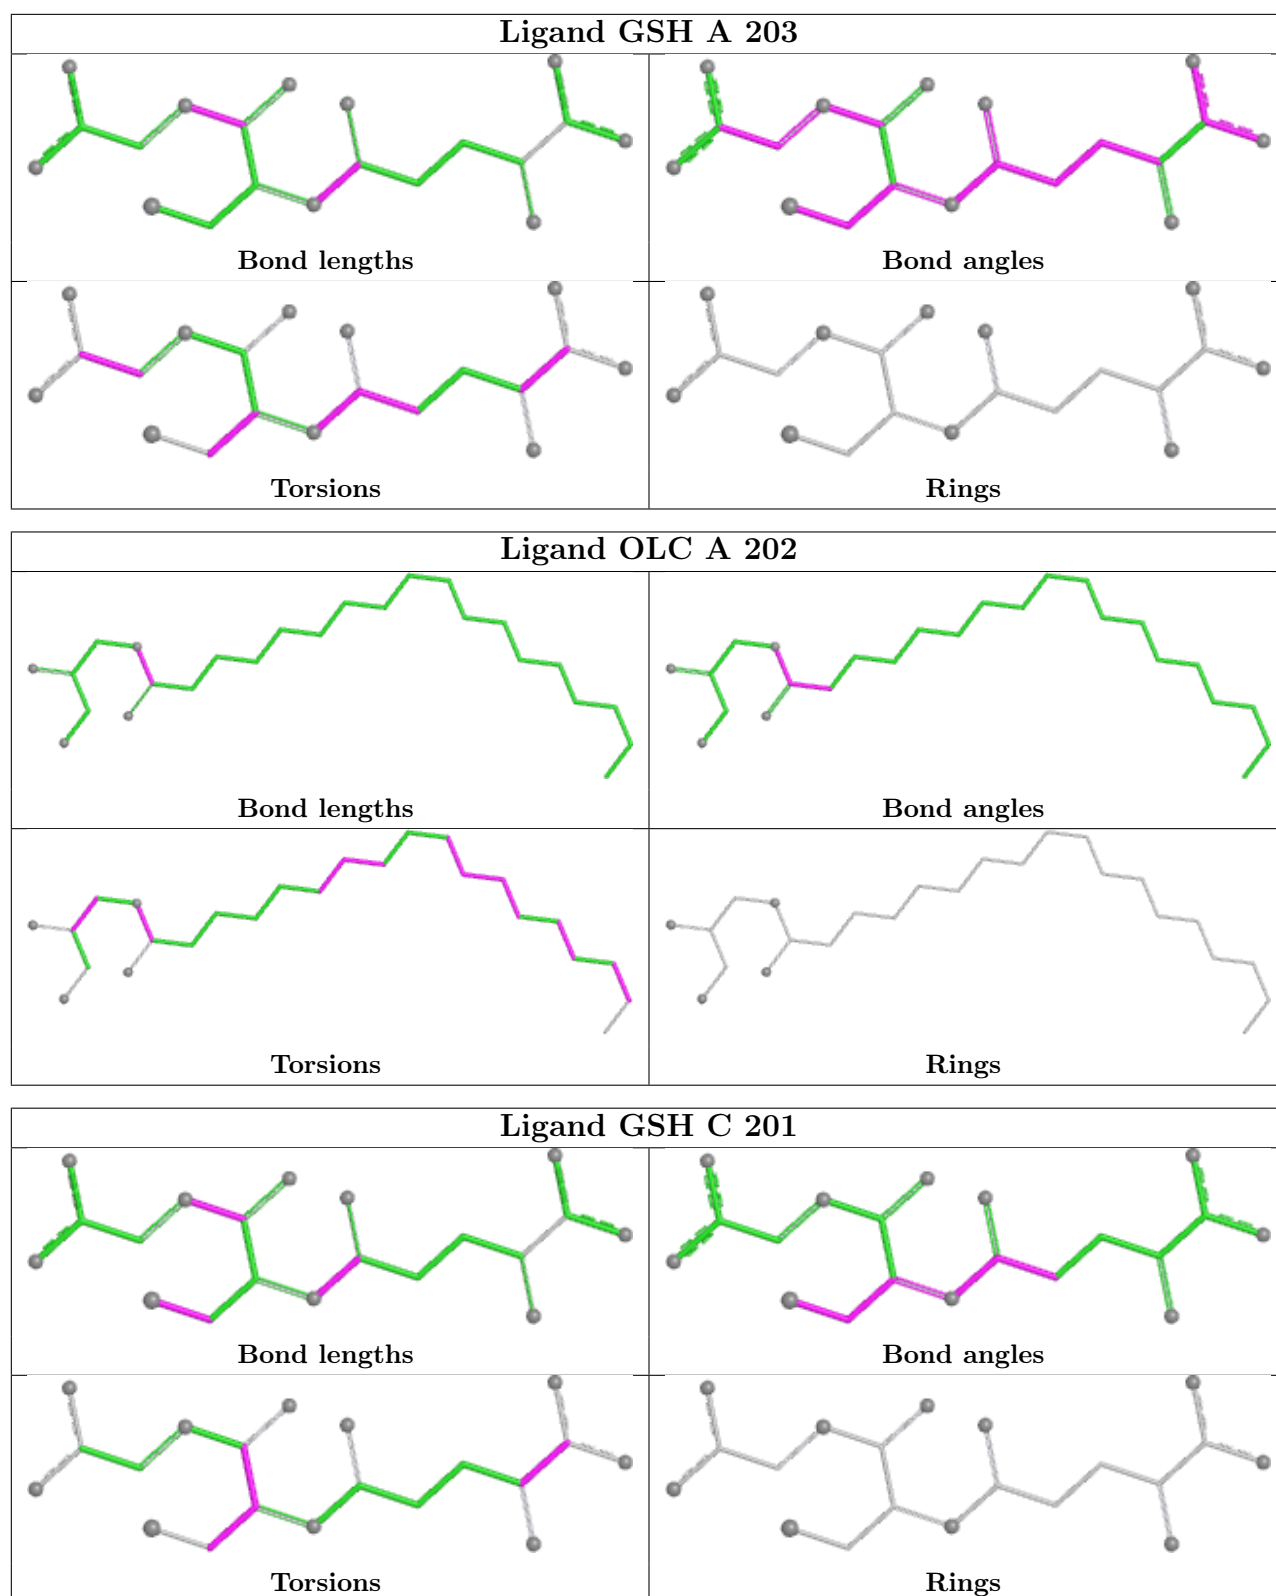 Ligand GSH A 203
Bond lengths
Bond angles
Torsions
Rings
Ligand OLC A 202
Bond lengths
Bond angles
Torsions
Rings
Ligand GSH C 201
Bond lengths
Bond angles
Torsions
Rings